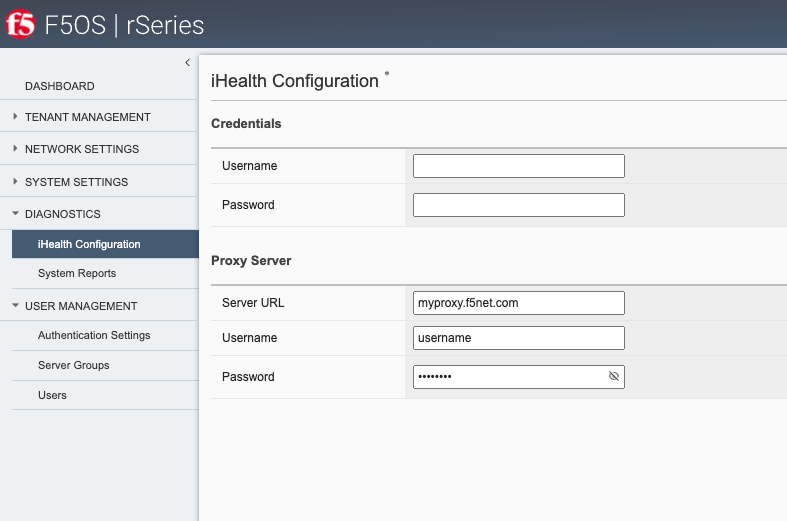 f5 F5OS | rSeries
DASHBOARD
TENANT MANAGEMENT
NETWORK SETTINGS
SYSTEM SETTINGS
DIAGNOSTICS
iHealth Configuration
System Reports
USER MANAGEMENT
Authentication Settings
Server Groups
Users
iHealth Configuration *
Credentials
Username
Password
Proxy Server
Server URL myproxy.f5net.com
Username username
Password ••••••••